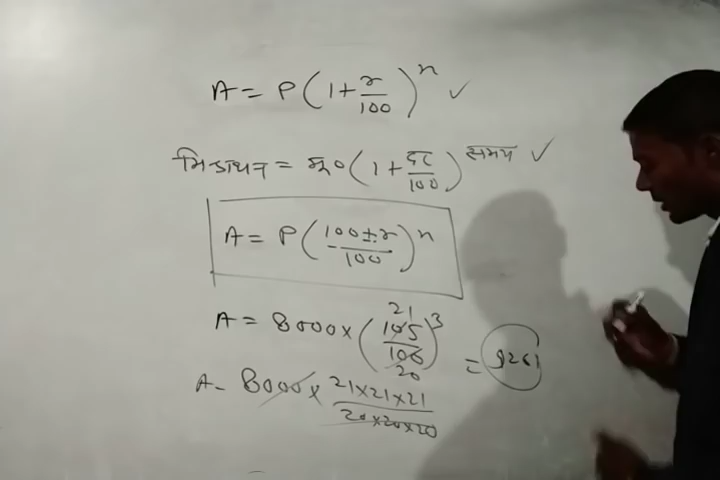 A = P(1+r/100)^n ✓
मिश्रधन = मू०(1+दर/100)^समय ✓
A = P(100±r/100)^n
A = 8000×(105/100)^3 21 20
A = 8000×21×21×21/20×20×20 = 9261